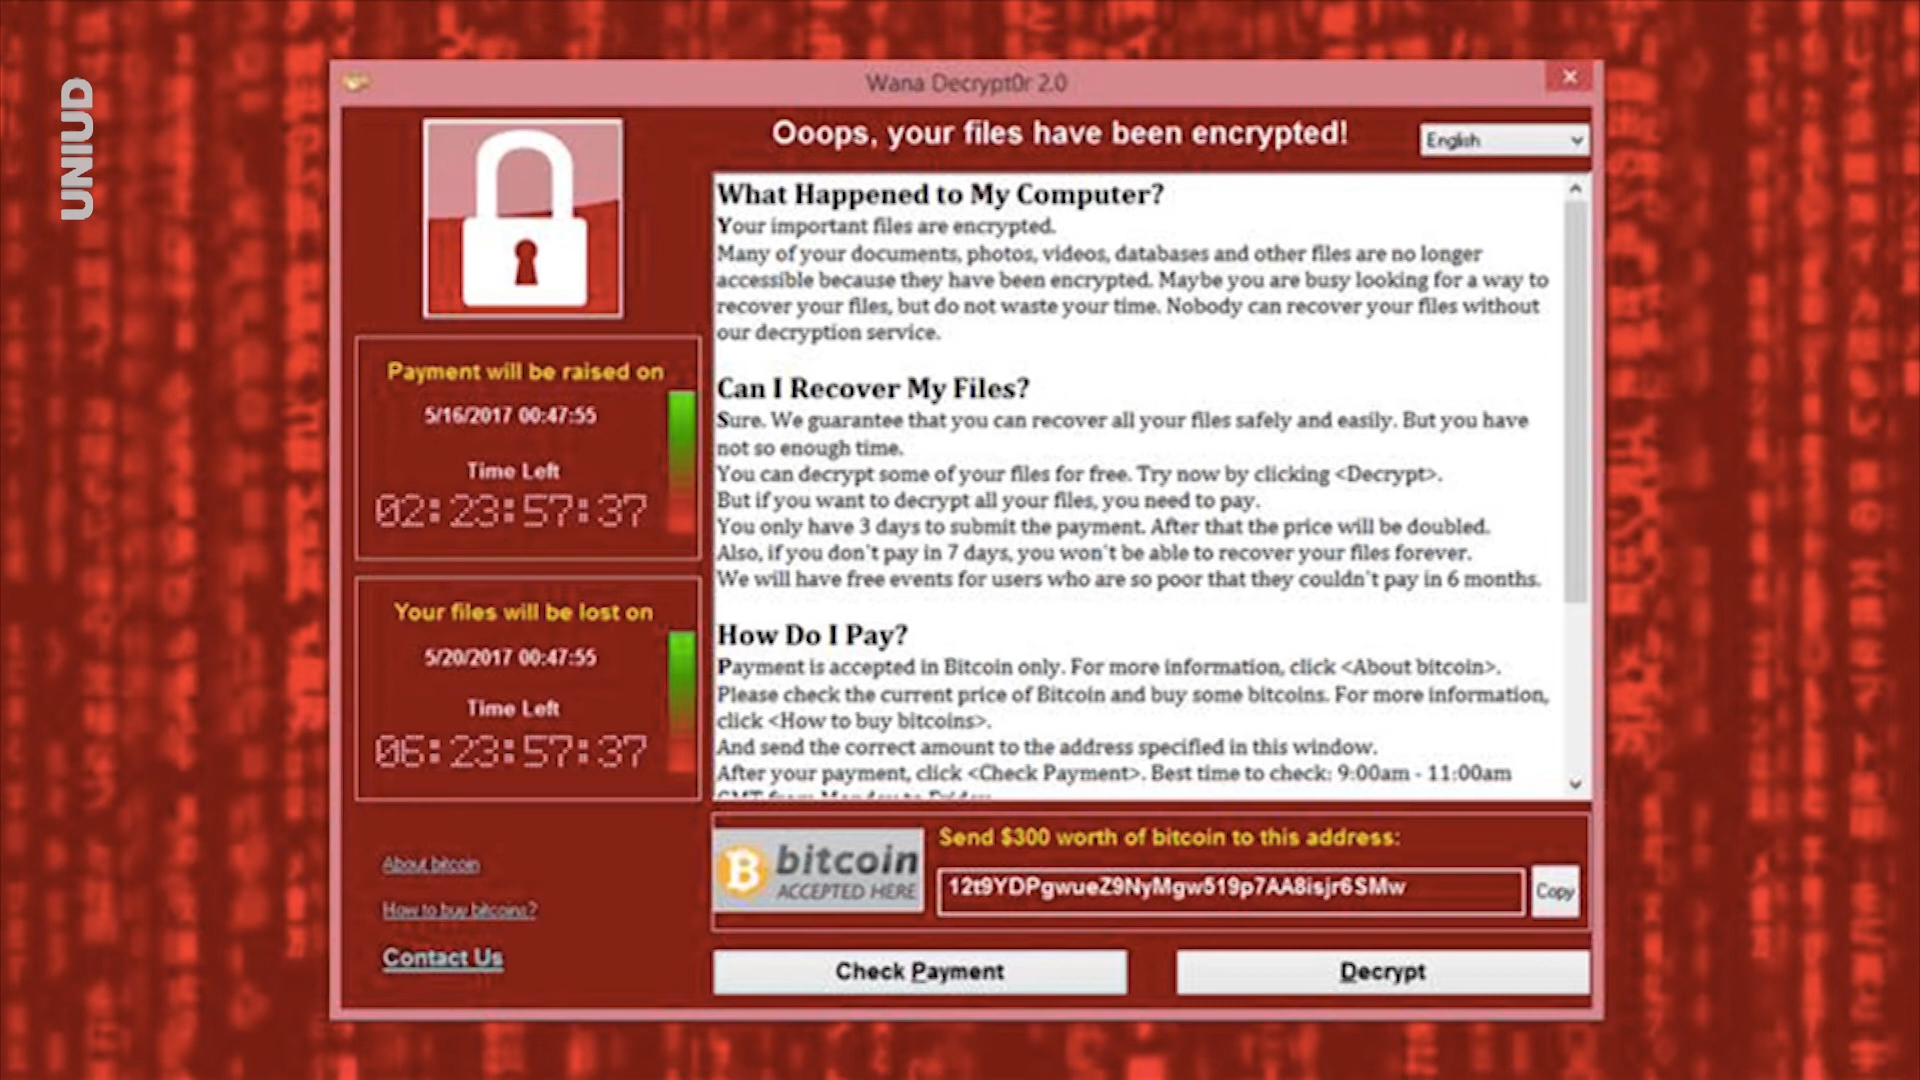 UNIUD
Wana Decrypt0r 2.0
Ooops, your files have been encrypted!
English
What Happened to My Computer?
Your important files are encrypted.
Many of your documents, photos, videos, databases and other files are no longer
accessible because they have been encrypted. Maybe you are busy looking for a way to
recover your files, but do not waste your time. Nobody can recover your files without
our decryption service.
Can I Recover My Files?
Sure. We guarantee that you can recover all your files safely and easily. But you have
not so enough time.
You can decrypt some of your files for free. Try now by clicking <Decrypt>.
But if you want to decrypt all your files, you need to pay.
You only have 3 days to submit the payment. After that the price will be doubled.
Also, if you don't pay in 7 days, you won't be able to recover your files forever.
We will have free events for users who are so poor that they couldn't pay in 6 months.
How Do I Pay?
Payment is accepted in Bitcoin only. For more information, click <About bitcoin>.
Please check the current price of Bitcoin and buy some bitcoins. For more information,
click <How to buy bitcoins>.
And send the correct amount to the address specified in this window.
After your payment, click <Check Payment>. Best time to check: 9:00am - 11:00am
GMT from Monday to Friday
Payment will be raised on
5/16/2017 00:47:55
Time Left
02:23:57:37
Your files will be lost on
5/20/2017 00:47:55
Time Left
06:23:57:37
About bitcoin
How to buy bitcoins?
Contact Us
bitcoin
ACCEPTED HERE
Send $300 worth of bitcoin to this address:
12t9YDPgwueZ9NyMgw519p7AA8isjr6SMw
Copy
Check Payment
Decrypt